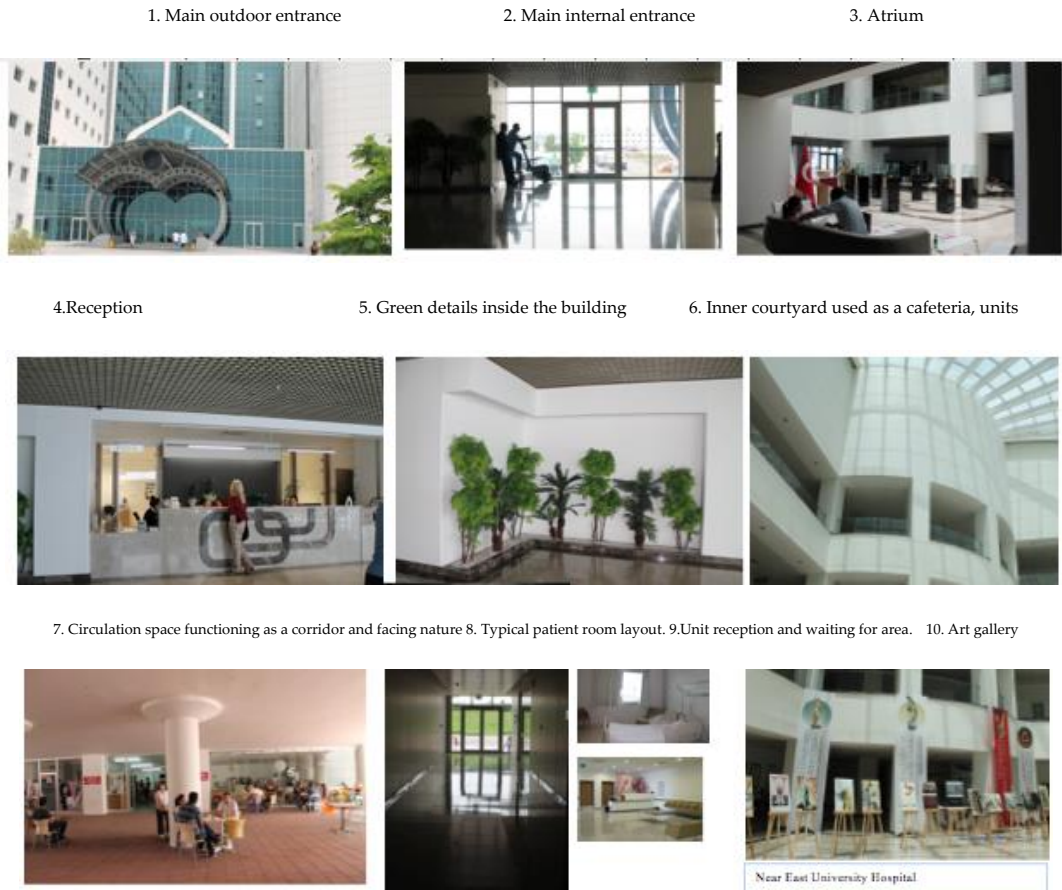 1. Main outdoor entrance
2. Main internal entrance
3. Atrium
4.Reception
5. Green details inside the building
6. Inner courtyard used as a cafeteria, units
7. Circulation space functioning as a corridor and facing nature 8. Typical patient room layout. 9.Unit reception and waiting for area. 10. Art gallery
Near East University Hospital